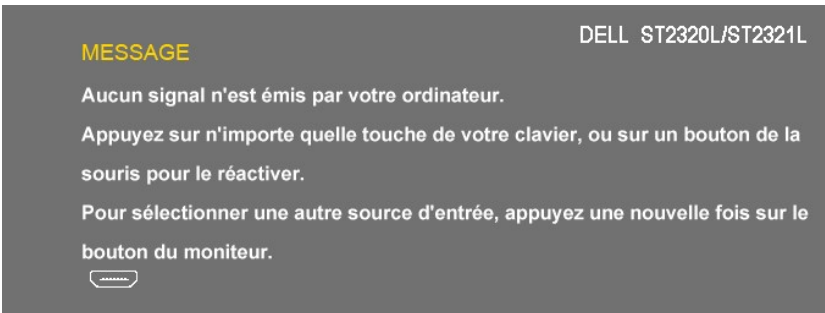 DELL ST2320L/ST2321L
MESSAGE
Aucun signal n'est émis par votre ordinateur.
Appuyez sur n'importe quelle touche de votre clavier, ou sur un bouton de la
souris pour le réactiver.
Pour sélectionner une autre source d'entrée, appuyez une nouvelle fois sur le
bouton du moniteur.